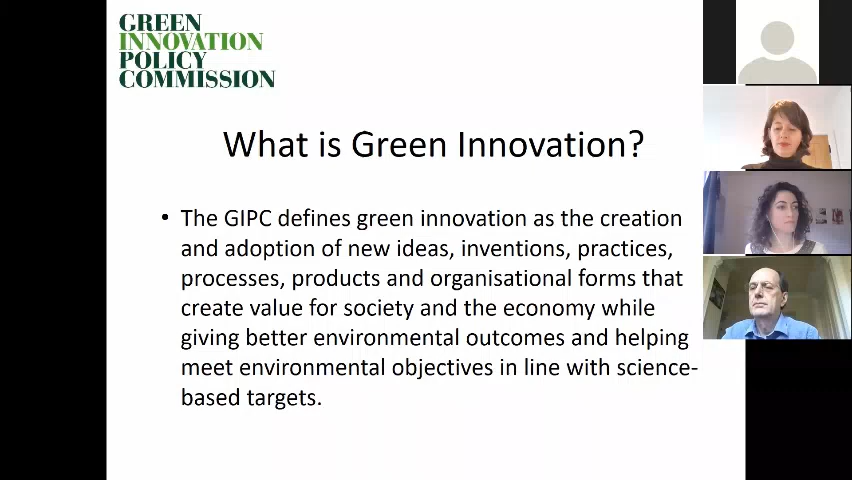 GREEN
INNOVATION
POLICY
COMMISSION
What is Green Innovation?
• The GIPC defines green innovation as the creation
and adoption of new ideas, inventions, practices,
processes, products and organisational forms that
create value for society and the economy while
giving better environmental outcomes and helping
meet environmental objectives in line with science-
based targets.